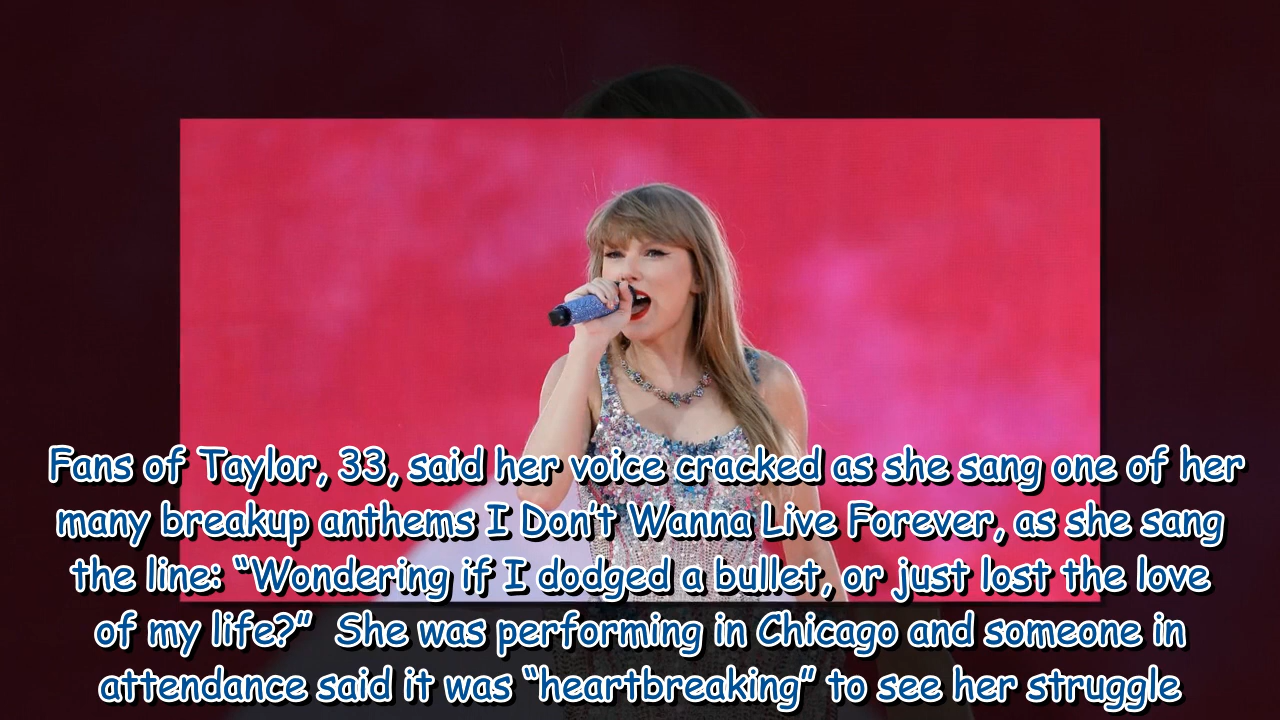 Fans of Taylor, 33, said her voice cracked as she sang one of her
many breakup anthems I Don't Wanna Live Forever, as she sang
the line: “Wondering if I dodged a bullet, or just lost the love
of my life?”  She was performing in Chicago and someone in
attendance said it was “heartbreaking” to see her struggle